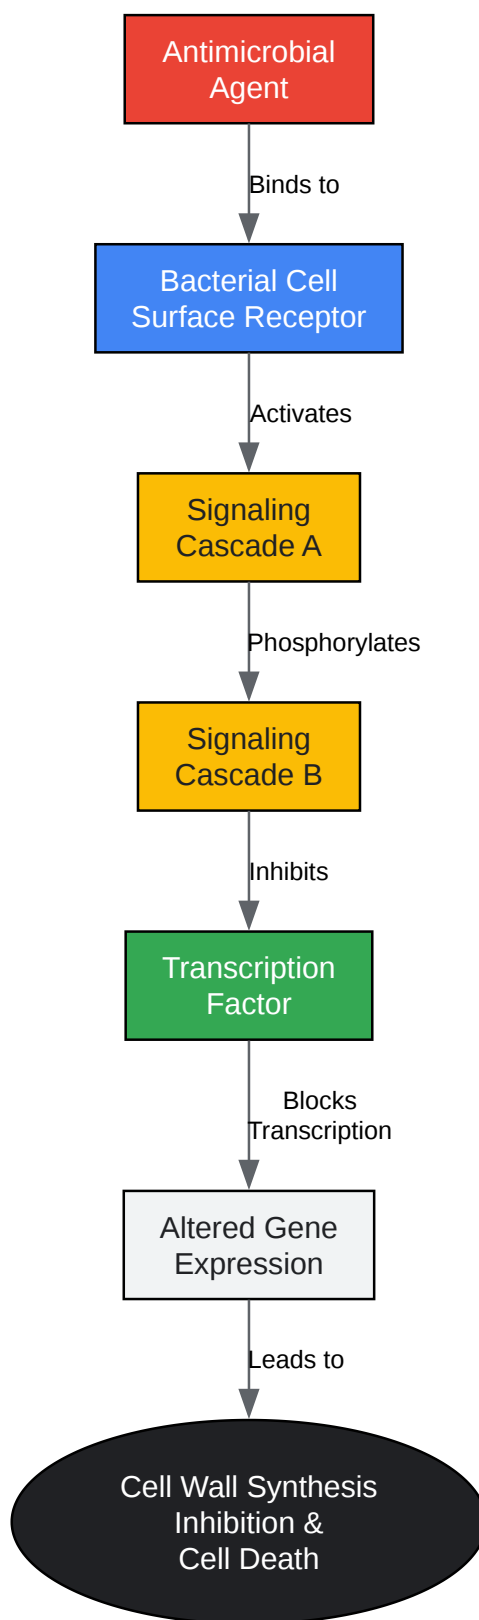 Antimicrobial
Agent
Binds to
Bacterial Cell
Surface Receptor
Activates
Signaling
Cascade A
Phosphorylates
Signaling
Cascade B
Inhibits
Transcription
Factor
Blocks
Transcription
Altered Gene
Expression
Leads to
Cell Wall Synthesis
Inhibition &
Cell Death